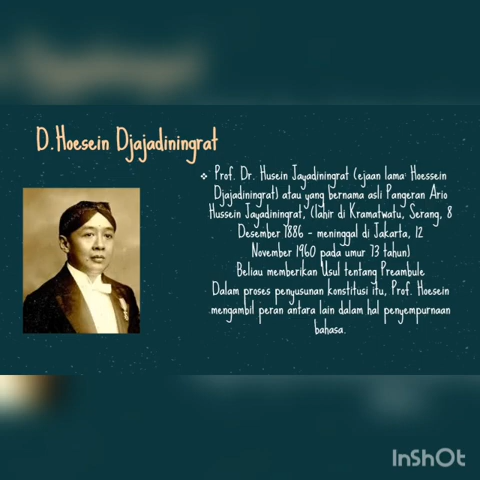 D.Hoesein Djajadiningrat
❖ Prof. Dr. Husein Jayadiningrat (ejaan lama: Hoessein
Djajadiningrat) atau yang bernama asli Pangeran Ario
Hussein Jayadiningrat, (lahir di Kramatwatu, Serang, 8
Desember 1886 – meninggal di Jakarta, 12
November 1960 pada umur 73 tahun)
Beliau memberikan Usul tentang Preambule
Dalam proses penyusunan konstitusi itu, Prof. Hoesein
mengambil peran antara lain dalam hal penyempurnaan
bahasa.
InShOt